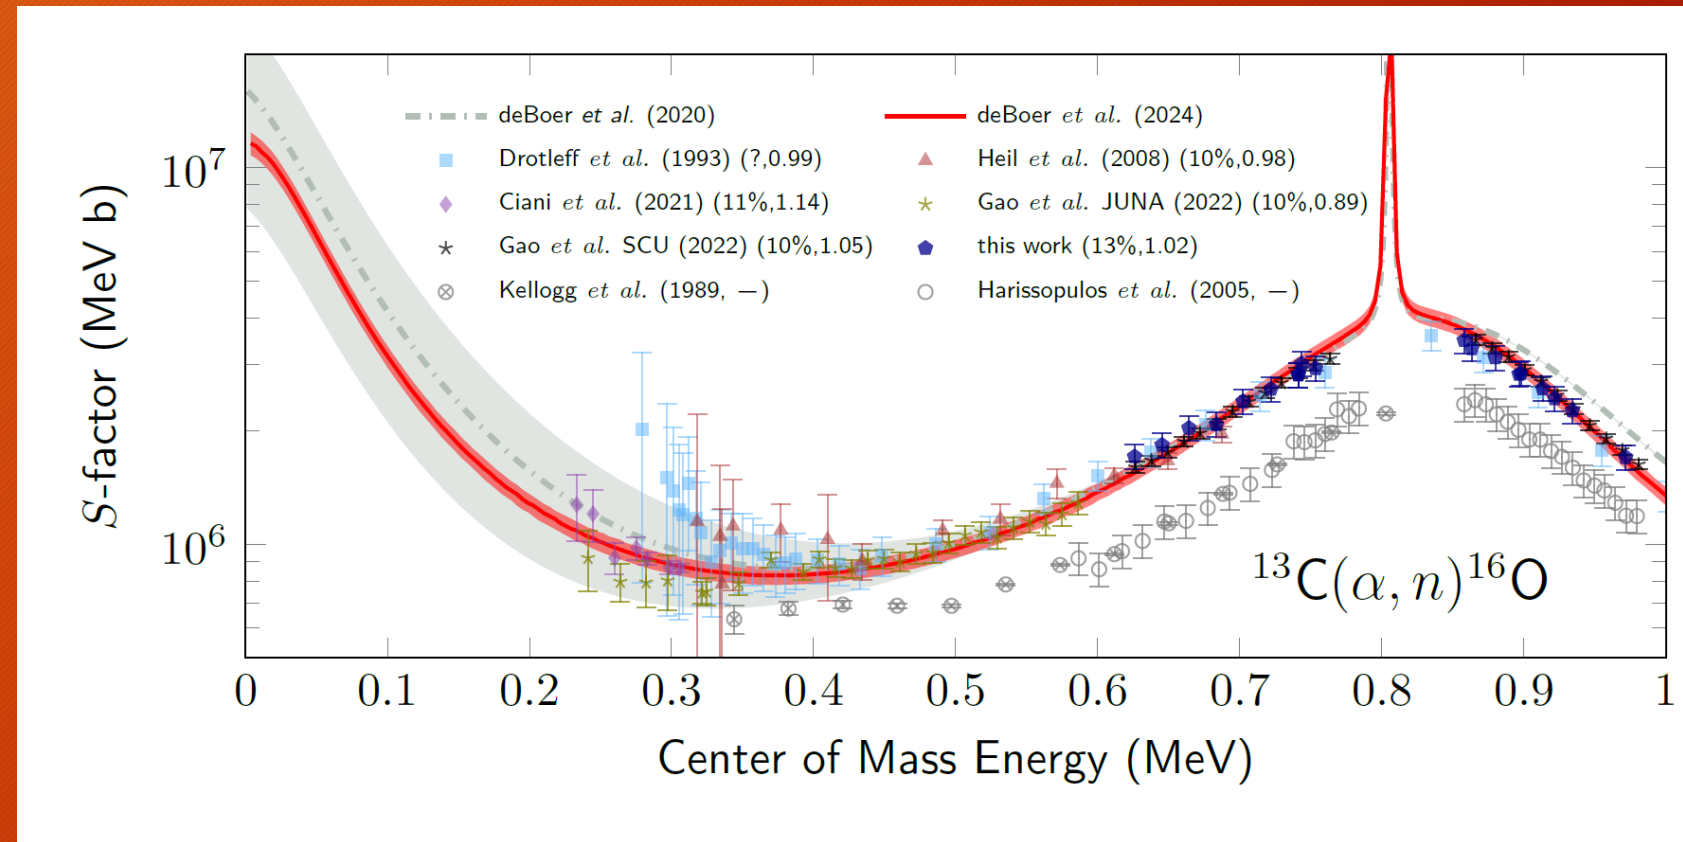 deBoer et al. (2020)
deBoer et al. (2024)
Drotleff et al. (1993) (?,0.99)
Heil et al. (2008) (10%,0.98)
Ciani et al. (2021) (11%,1.14)
Gao et al. JUNA (2022) (10%,0.89)
Gao et al. SCU (2022) (10%,1.05)
this work (13%,1.02)
Kellogg et al. (1989, −)
Harissopulos et al. (2005, −)
10⁷
10⁶
S-factor (MeV b)
¹³C(α, n)¹⁶O
0 0.1 0.2 0.3 0.4 0.5 0.6 0.7 0.8 0.9 1
Center of Mass Energy (MeV)